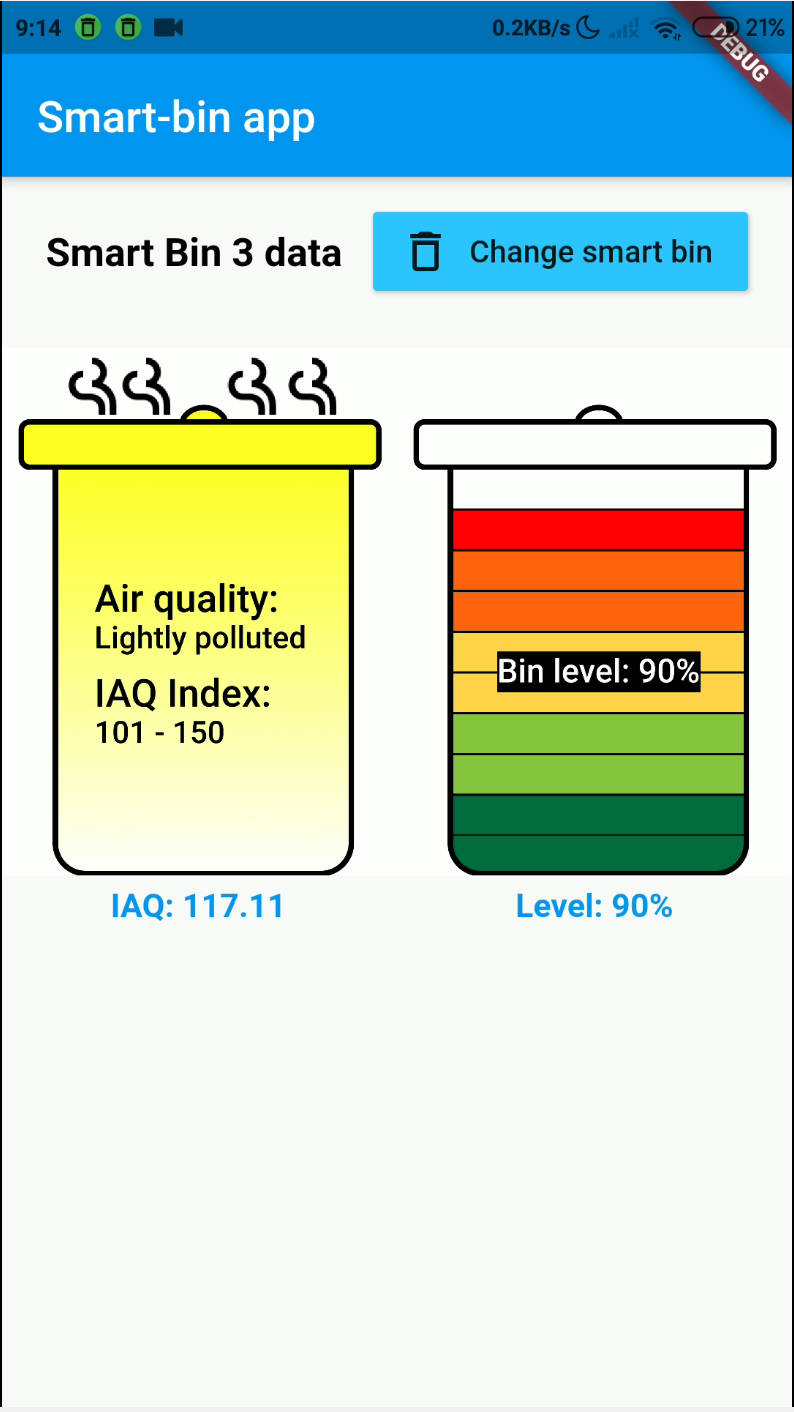 9:14 0.2KB/s 21%
DEBUG
Smart-bin app
Smart Bin 3 data
Change smart bin
Air quality:
Lightly polluted
IAQ Index:
101 - 150
Bin level: 90%
IAQ: 117.11
Level: 90%